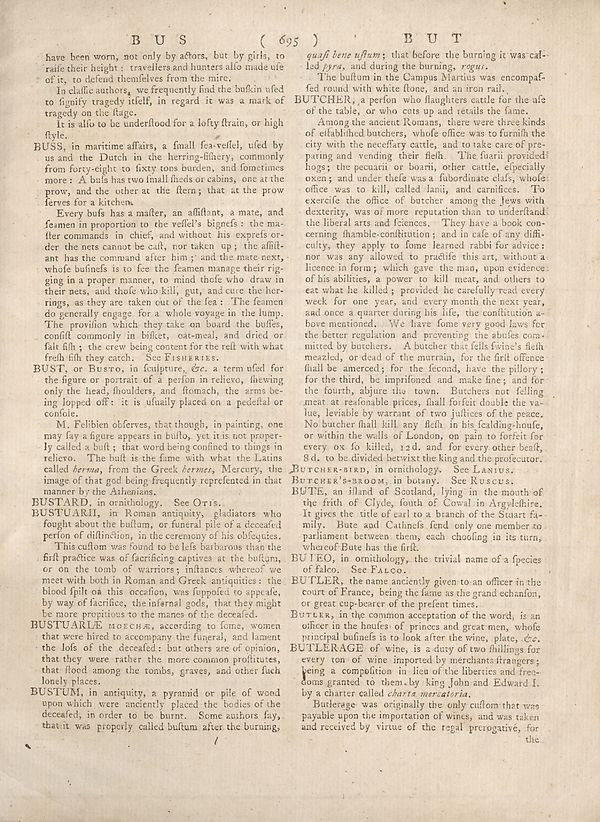 B U S ( 695 ) B U T
have been worn, not only by actors, but by girls, to
raise their height: travellers and hunters also made use
of it, to defend themselves from the mire.
In classic authors, we frequently find the buskin used
to signify tragedy itself, in regard it was a mark of
tragedy on the stage.
It is also to be understood for a lofty strain, or high
style.
BUSS, in maritime affairs, a small sea-vessel, used by
us and the Dutch in the herring-fishery, commonly
from forty-eight to sixty tons burden, and sometimes
more: A buss has two small sheds or cabins, one at the
prow, and the other at the stern; that at the prow
serves for a kitchen.
Every buss has a master, an assistant, a mate, and
seamen in proportion to the vessel's bigness: the ma-
ster commands in chief, and without his express or-
der the nets cannot be cast, nor taken up; the assist-
ant has the command after him; and the mate next,
whose business is to see the seamen manage their rig-
ging in a proper manner, to mind those who draw in
their nets, and those who kill, gut, and cure the her-
rings, as they are taken out of the sea: The seamen
do generally engage for a whole voyage in the lump.
The provision which they take on board the busses,
consist commonly in bisket, oat-meal, and dried or
salt fish; the crew being content for the rest with what
fresh fish they catch. See FISHERIES.
BUST, or BUSTO, in sculpture, &c. a term used for
the figure or portrait of a person in relievo, shewing
only the head, shoulders, and stomach, the arms be-
ing lopped off: it is usually placed on a pedestal or
console.
M. Felibien observes, that though, in painting, one
may say a figure appears in busto, yet it is not proper-
ly called a bust; that word being confined to things in
relievo. The bust is the same with what the Latins
called herma, from the Greek hermes, Mercury, the
image of that god being frequently represented in that
manner by the Athenians.
BUSTARD, in ornithology. See OTIS.
BUSTUARII, in Roman antiquity, gladiators who
fought about the bustum, or funeral pile of a deceased
person of distinction, in the ceremony of his obsequies.
This custom was found to be less barbarous than the
first practice was of sacrificing captives at the bustum,
or on the tomb of warriors; instances whereof we
meet with both in Roman and Greek antiquities: the
blood spilt on this occasion, was supposed to appease,
by way of sacrifice, the infernal gods, that they might
be more propitious to the manes of the deceased.
BUSTUARIÆ MOECHÆ, according to some, women
that were hired to accompany the funeral, and lament
the loss of the deceased: but others are of opinion,
that they were rather the more common prostitutes,
that stood among the tombs, graves, and other such
lonely places.
BUSTUM, in antiquity, a pyramid or pile of wood
upon which were anciently placed the bodies of the
deceased, in order to be burnt. Some authors say,
that it was properly called bustum after the burning,
quasi bene ustum; that before the burning it was cal-
led pyra, and during the burning, rogus.
The bustum in the Campus Martius was encompas-
sed round with white stone, and an iron rail.
BUTCHER, a person who slaughters cattle for the use
of the table, or who cuts up and retails the same.
Among the ancient Romans, there were three kinds
of established butchers, whose office was to furnish the
city with the necessary cattle, and to take care of pre-
paring and vending their flesh. The suarii provided
hogs; the pecuarii or boarii, other cattle, especially
oxen; and under these was a subordinate class, whose
office was to kill, called lanii, and carnifices. To
exercise the office of butcher among the Jews with
dexterity, was of more reputation than to understand
the liberal arts and sciences. They have a book con-
cerning shamble-constitution; and in case of any diffi-
culty, they apply to some learned rabbi for advice:
nor was any allowed to practise this art, without a
licence in form; which gave the man, upon evidence
of his abilities, a power to kill meat, and others to
eat what he killed; provided he carefully read every
week for one year, and every month the next year,
and once a quarter during his life, the constitution a-
bove mentioned. We have some very good laws for
the better regulation and preventing the abuses com-
mitted by butchers. A butcher that sells swine's flesh
meazled, or dead of the murrain, for the first offence
shall be amerced; for the second, have the pillory;
for the third, be imprisoned and make fine; and for
the fourth, abjure the town. Butchers not selling
meat at reasonable prices, shall forfeit double the va-
lue, leviable by warrant of two justices of the peace.
No butcher shall kill any flesh in his scalding-house,
or within the walls of London, on pain to forfeit for
every ox so killed, 12d. and for every other beast,
8 d. to be divided betwixt the king and the prosecutor.
BUTCHER-BIRD, in ornithology. See LANIUS.
BUTCHER'S-BROOM, in botany. See RUSCUS.
BUTE, an island of Scotland, lying in the mouth of
the frith of Clyde, south of Cowal in Argyleshire.
It gives the title of earl to a branch of the Stuart fa-
mily. Bute and Cathness send only one member to
parliament between them, each choosing in its turn,
whereof Bute has the first.
BUTEO, in ornithology, the trivial name of a species
of falco. See FALCO.
BUTLER, the name anciently given to an officer in the
court of France, being the same as the grand echanson,
or great cup-bearer of the present times.
BUTLER, in the common acceptation of the word, is an
officer in the houses of princes and great men, whose
principal business is to look after the wine, plate, &c.
BUTLERAGE of wine, is a duty of two shillings for
every ton of wine imported by merchants strangers;
being a composition in lieu of the liberties and free-
doms granted to them by king John and Edward I.
by a charter called charta mercatoria.
Butlerage was originally the only custom that was
payable upon the importation of wines, and was taken
and received by virtue of the regal prerogative, for
the